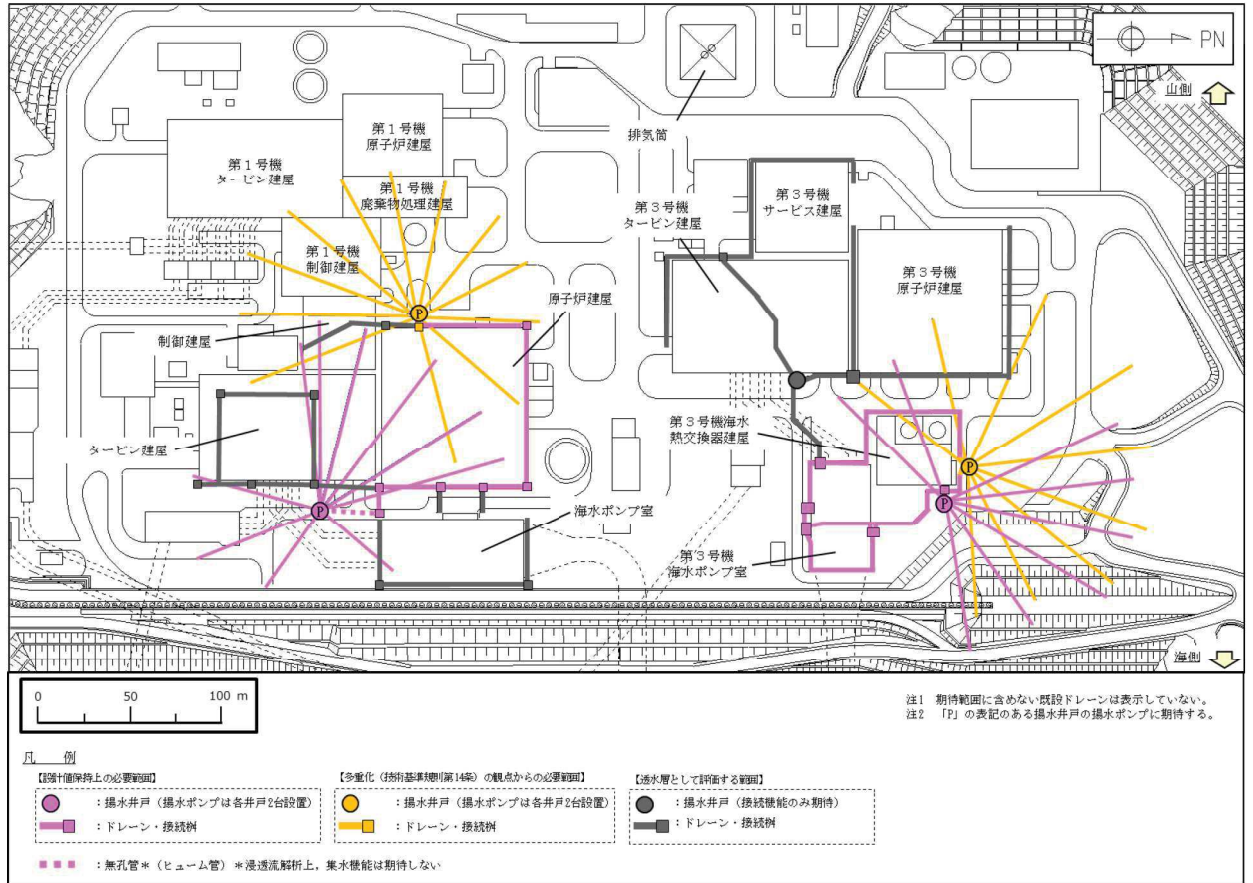 PN
山側
排気筒
第1号機
原子炉建屋
第1号機
タービン建屋
第1号機
廃棄物処理建屋
第3号機
サービス建屋
第3号機
タービン建屋
第1号機
制御建屋
第3号機
原子炉建屋
原子炉建屋
P
制御建屋
第3号機海水
熱交換器建屋
タービン建屋
P
P
P
海水ポンプ室
第3号機
海水ポンプ室
海側
0 50 100 m
注1 期待範囲に含めない既設ドレーンは表示していない。
注2 「P」の表記のある揚水井戸の揚水ポンプに期待する。
凡 例
【設計値保持上の必要範囲】
：揚水井戸（揚水ポンプは各井戸2台設置）
：ドレーン・接続桝
【多重化（技術基準規則第14条）の観点からの必要範囲】
：揚水井戸（揚水ポンプは各井戸2台設置）
：ドレーン・接続桝
【透水層として評価する範囲】
：揚水井戸（接続機能のみ期待）
：ドレーン・接続桝
：無孔管＊（ヒューム管）＊浸透流解析上，集水機能は期待しない